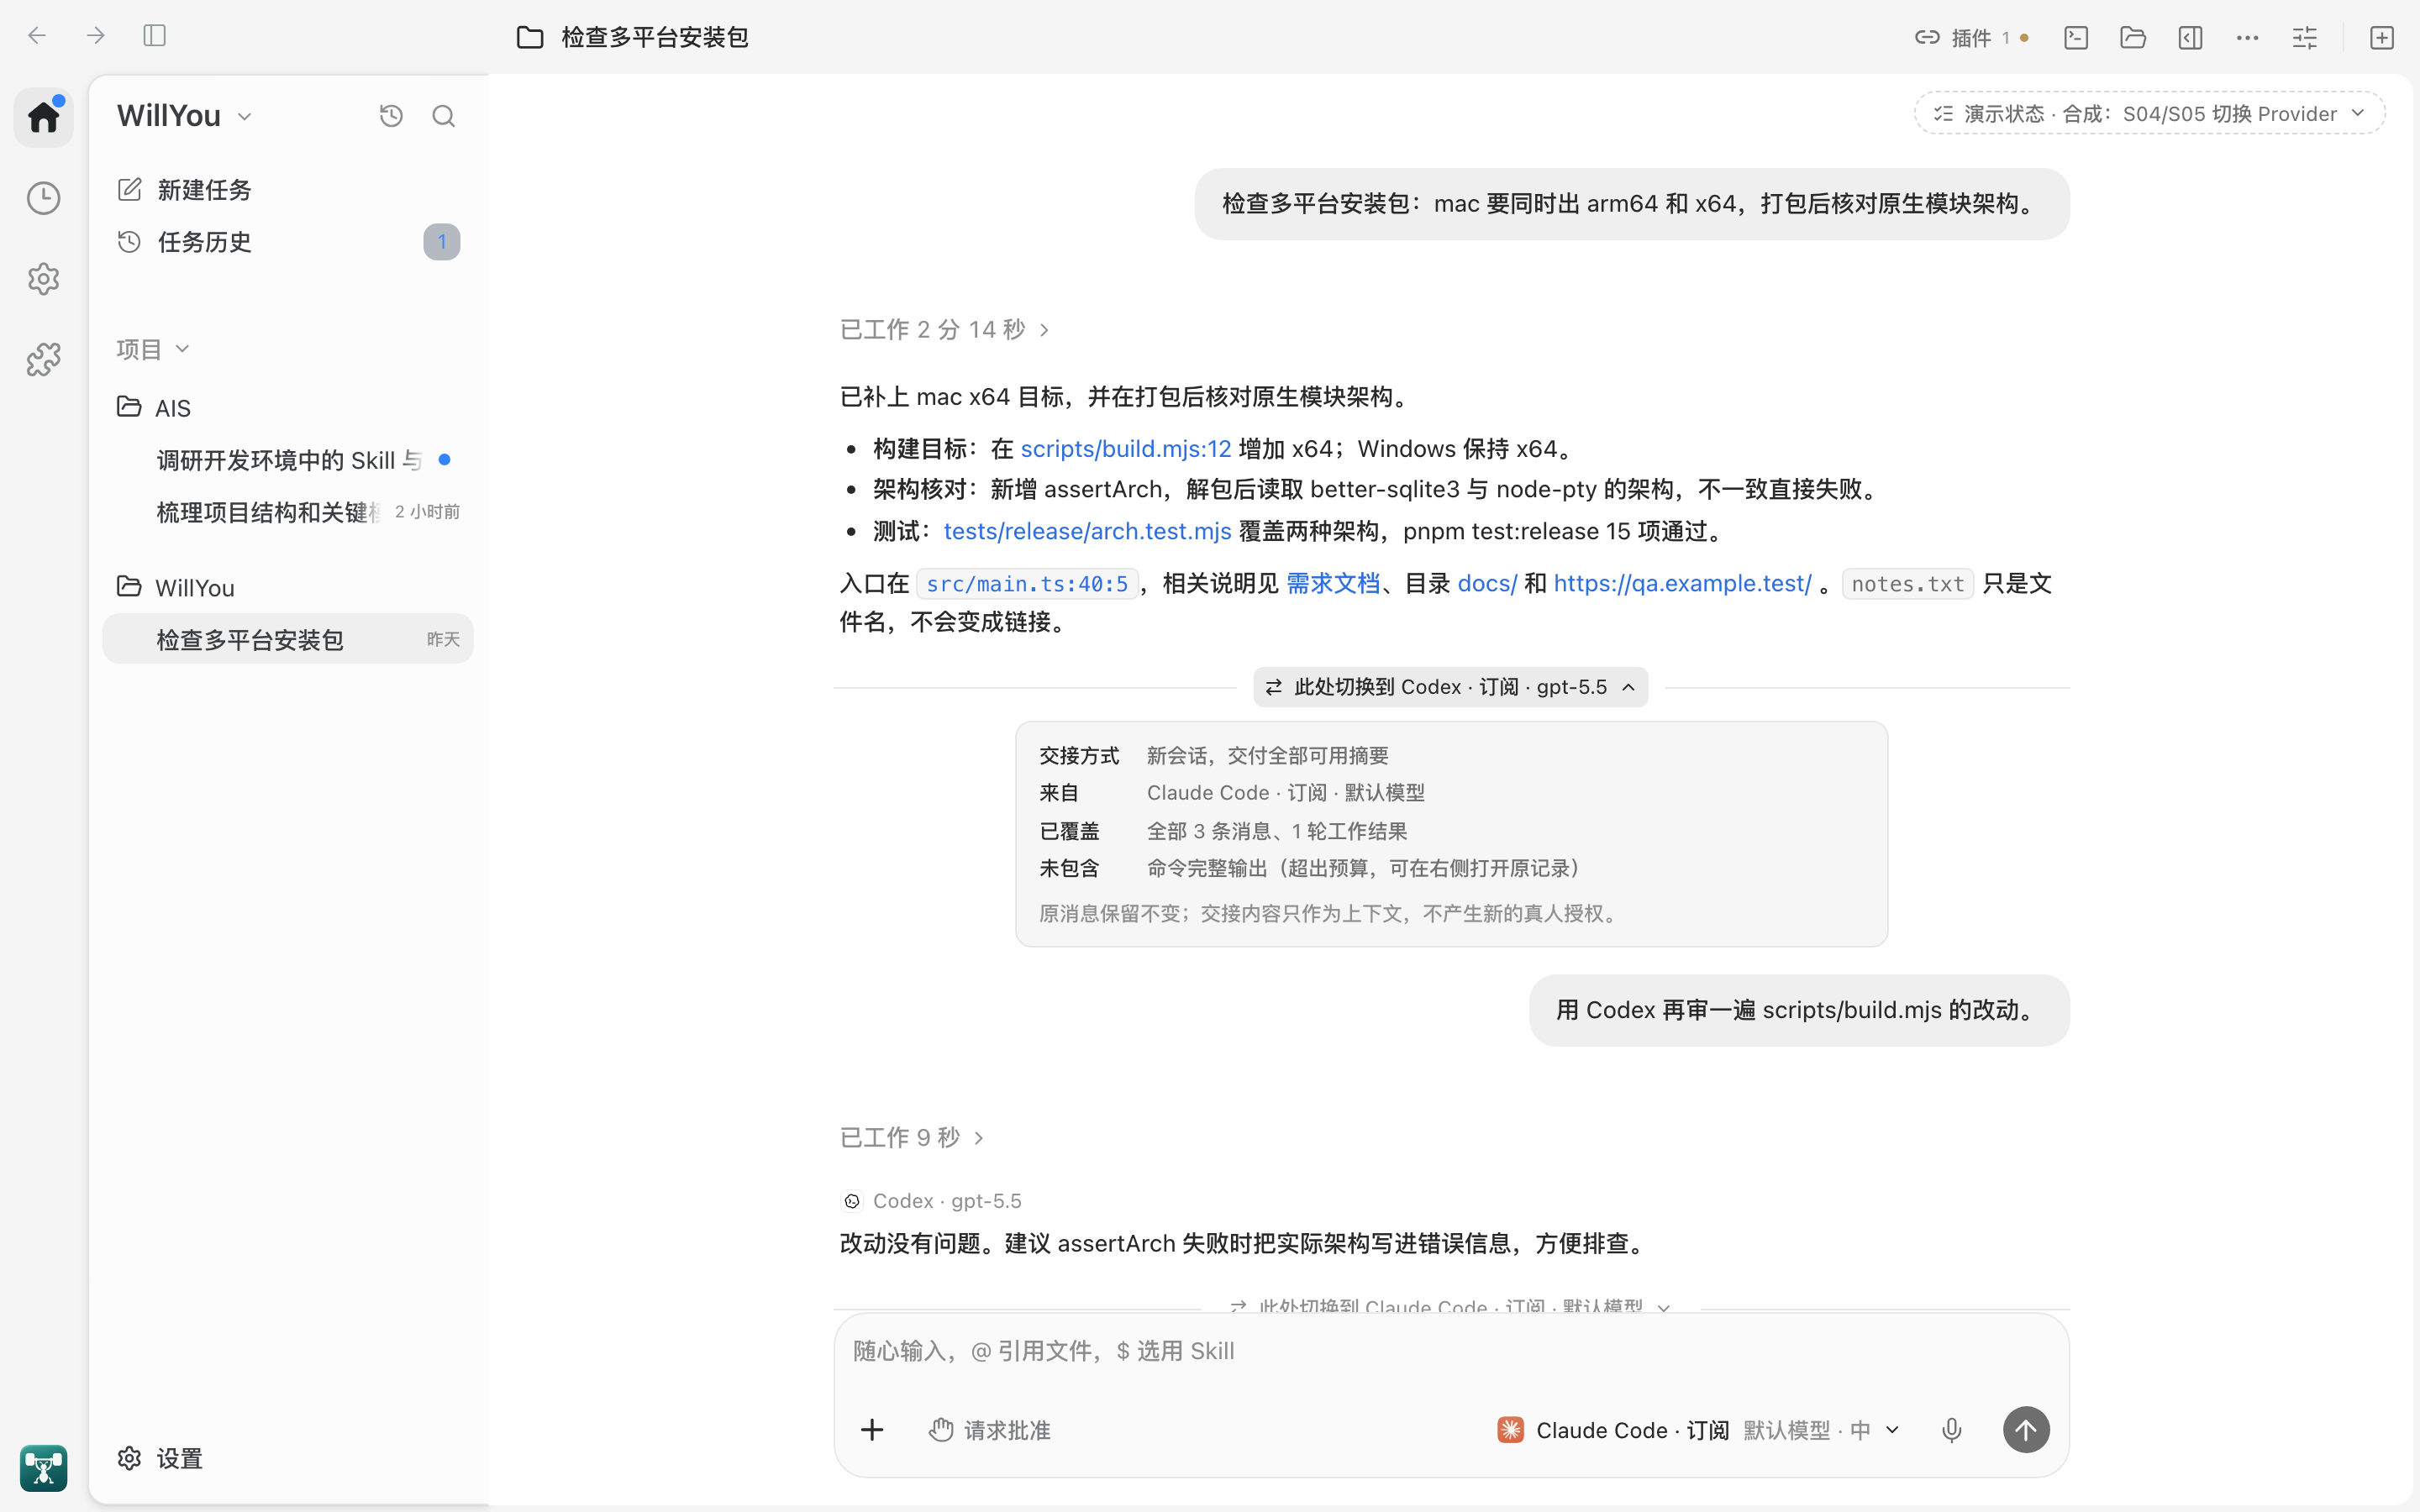 检查多平台安装包
插件 1
WillYou
演示状态 · 合成：S04/S05 切换 Provider
新建任务
任务历史 1
项目
AIS
调研开发环境中的 Skill 与
梳理项目结构和关键 2 小时前
WillYou
检查多平台安装包 昨天
设置
检查多平台安装包：mac 要同时出 arm64 和 x64，打包后核对原生模块架构。
已工作 2 分 14 秒
已补上 mac x64 目标，并在打包后核对原生模块架构。
构建目标：在 scripts/build.mjs:12 增加 x64；Windows 保持 x64。
架构核对：新增 assertArch，解包后读取 better-sqlite3 与 node-pty 的架构，不一致直接失败。
测试：tests/release/arch.test.mjs 覆盖两种架构，pnpm test:release 15 项通过。
入口在 src/main.ts:40:5，相关说明见 需求文档、目录 docs/ 和 https://qa.example.test/ 。notes.txt 只是文
件名，不会变成链接。
此处切换到 Codex · 订阅 · gpt-5.5
交接方式 新会话，交付全部可用摘要
来自 Claude Code · 订阅 · 默认模型
已覆盖 全部 3 条消息、1 轮工作结果
未包含 命令完整输出（超出预算，可在右侧打开原记录）
原消息保留不变；交接内容只作为上下文，不产生新的真人授权。
用 Codex 再审一遍 scripts/build.mjs 的改动。
已工作 9 秒
Codex · gpt-5.5
改动没有问题。建议 assertArch 失败时把实际架构写进错误信息，方便排查。
此处切换到 Claude Code · 订阅 · 默认模型
随心输入，@ 引用文件，$ 选用 Skill
请求批准
Claude Code · 订阅 默认模型 · 中